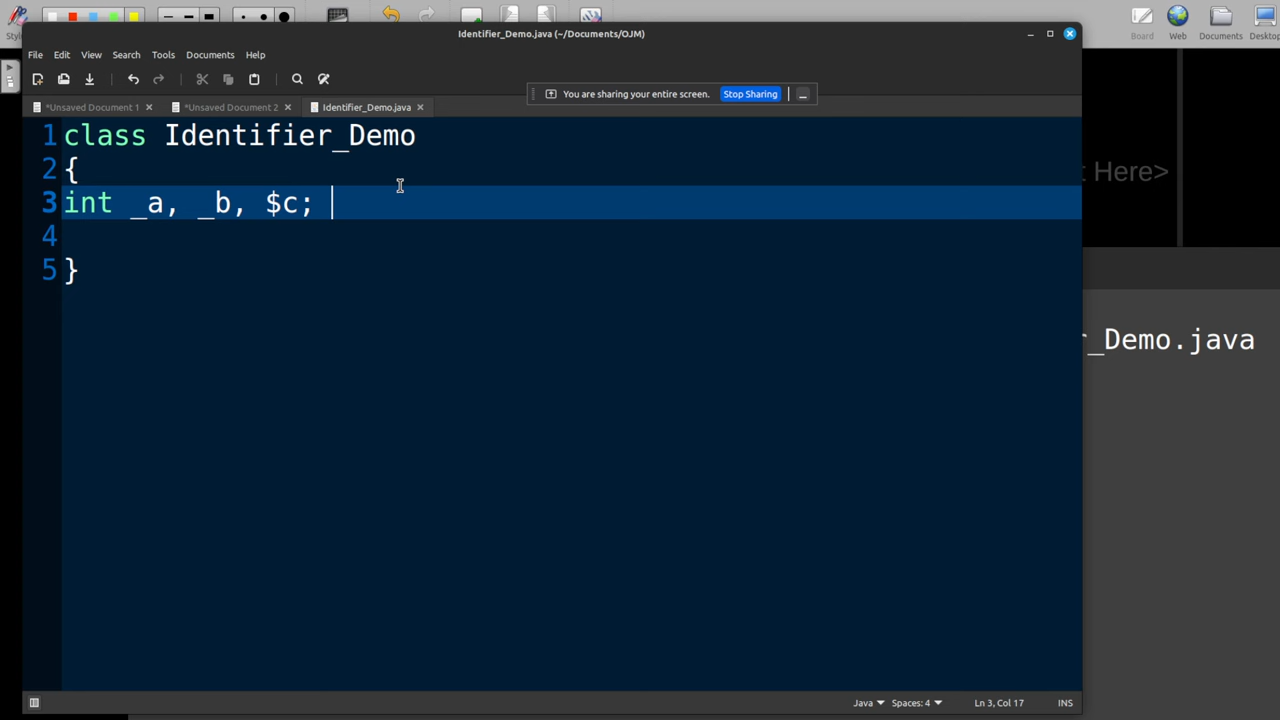 Board Web Documents Desktop
Identifier_Demo.java (~/Documents/OJM)
File Edit View Search Tools Documents Help
You are sharing your entire screen. Stop Sharing
*Unsaved Document 1 *Unsaved Document 2 Identifier_Demo.java
1 class Identifier_Demo
2 {
3 int _a, _b, $c;
4
5 }
Here>
_Demo.java
Java Spaces: 4 Ln 3, Col 17 INS